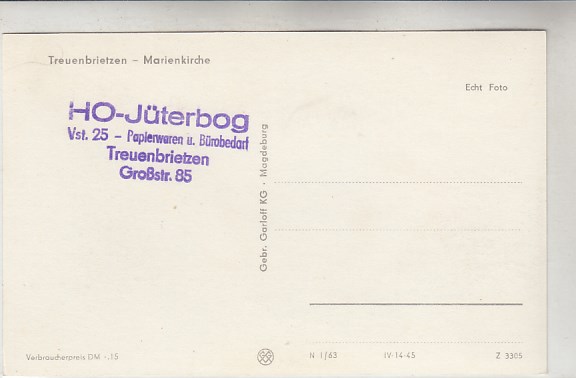 Treuenbrietzen – Marienkirche
Echt Foto
HO-Jüterbog
Vst. 25 – Papierwaren u. Bürobedarf
Treuenbrietzen
Großstr. 85
Gebr. Garloff KG · Magdeburg
Verbraucherpreis DM -.15
N 1/63
IV-14-45
Z 3305